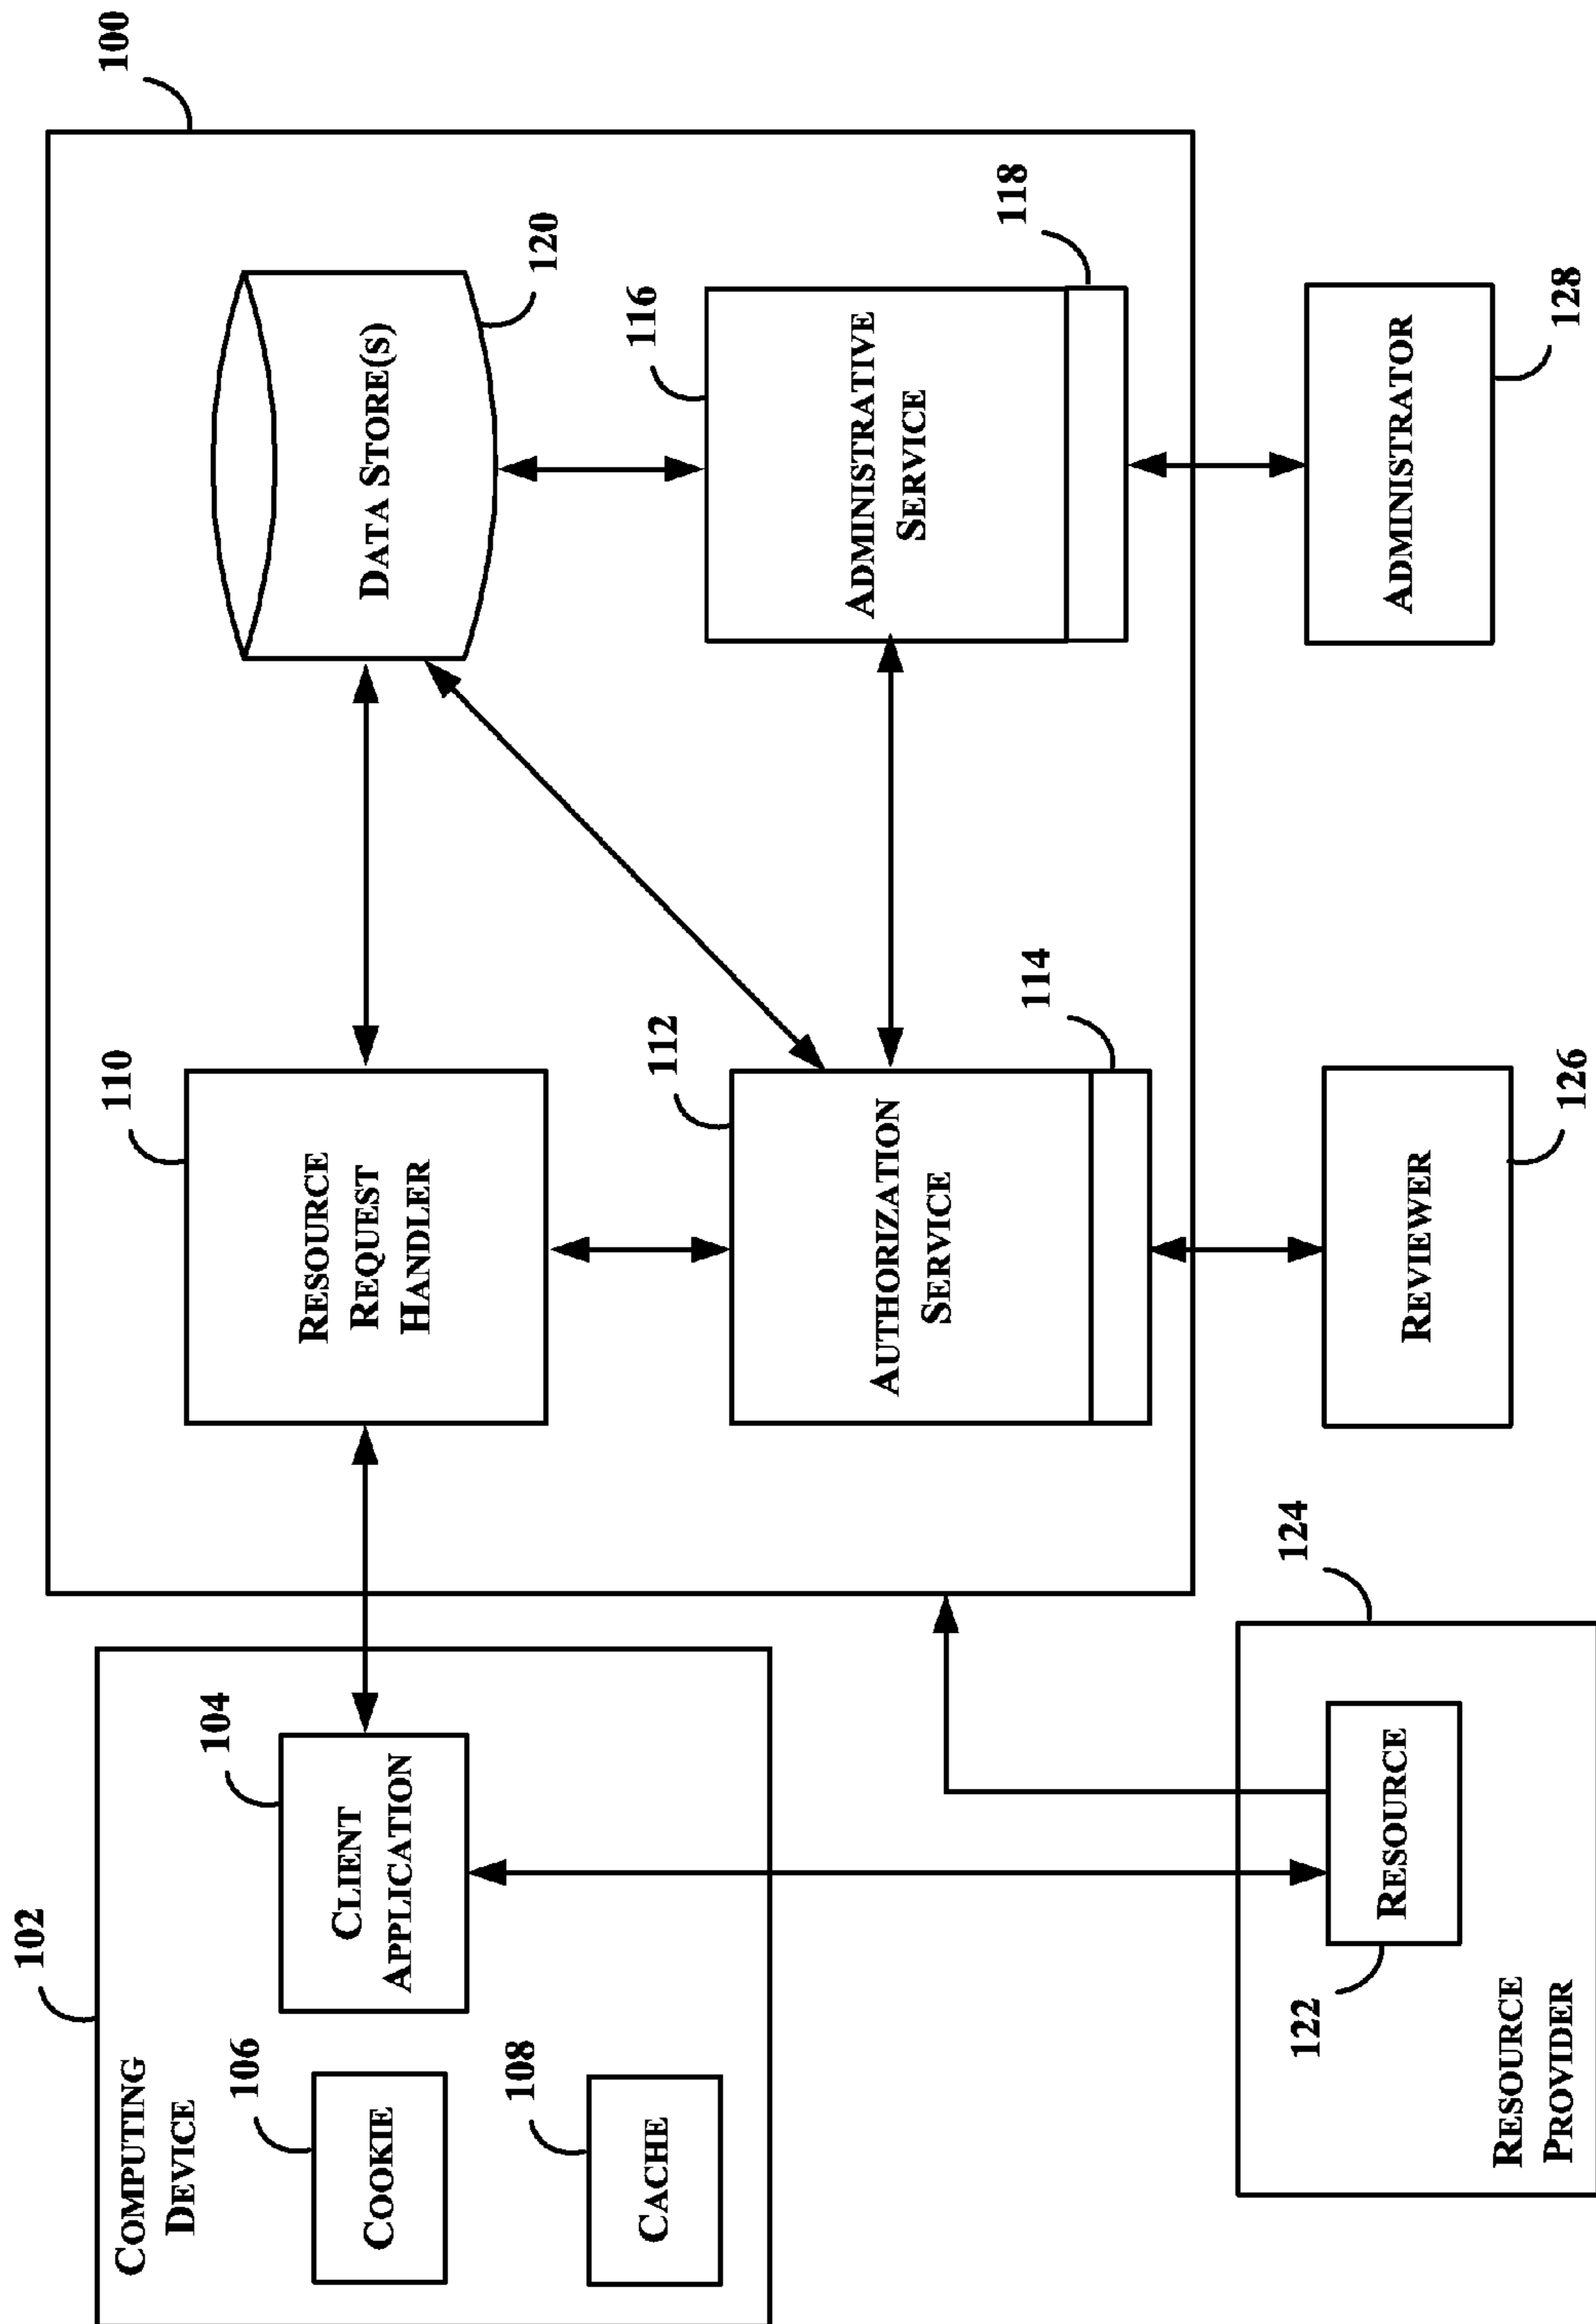 100
102
COMPUTING
DEVICE
104
CLIENT
APPLICATION
106
COOKIE
108
CACHE
110
RESOURCE
REQUEST
HANDLER
DATA STORE(S)
120
112
AUTHORIZATION
SERVICE
114
116
ADMINISTRATIVE
SERVICE
118
124
122
RESOURCE
RESOURCE
PROVIDER
REVIEWER
126
ADMINISTRATOR
128